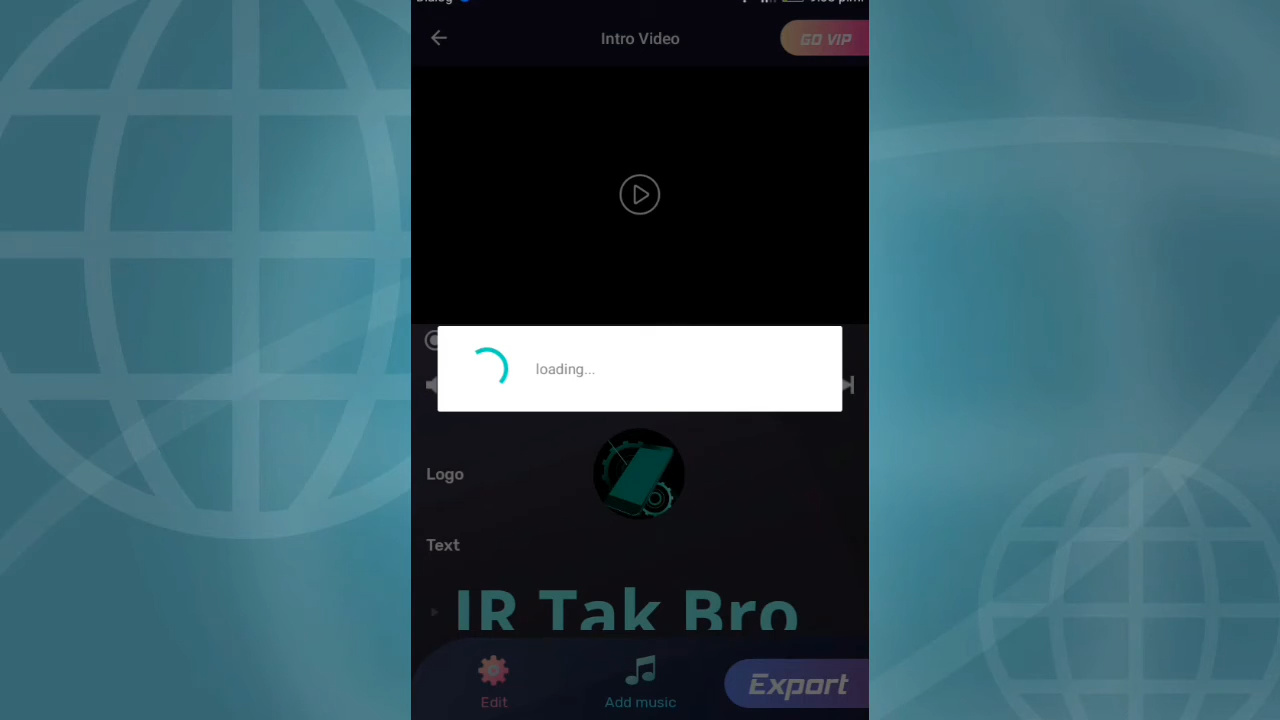 Intro Video
GO VIP
loading...
Logo
Text
IR Tak Bro
Edit
Add music
Export